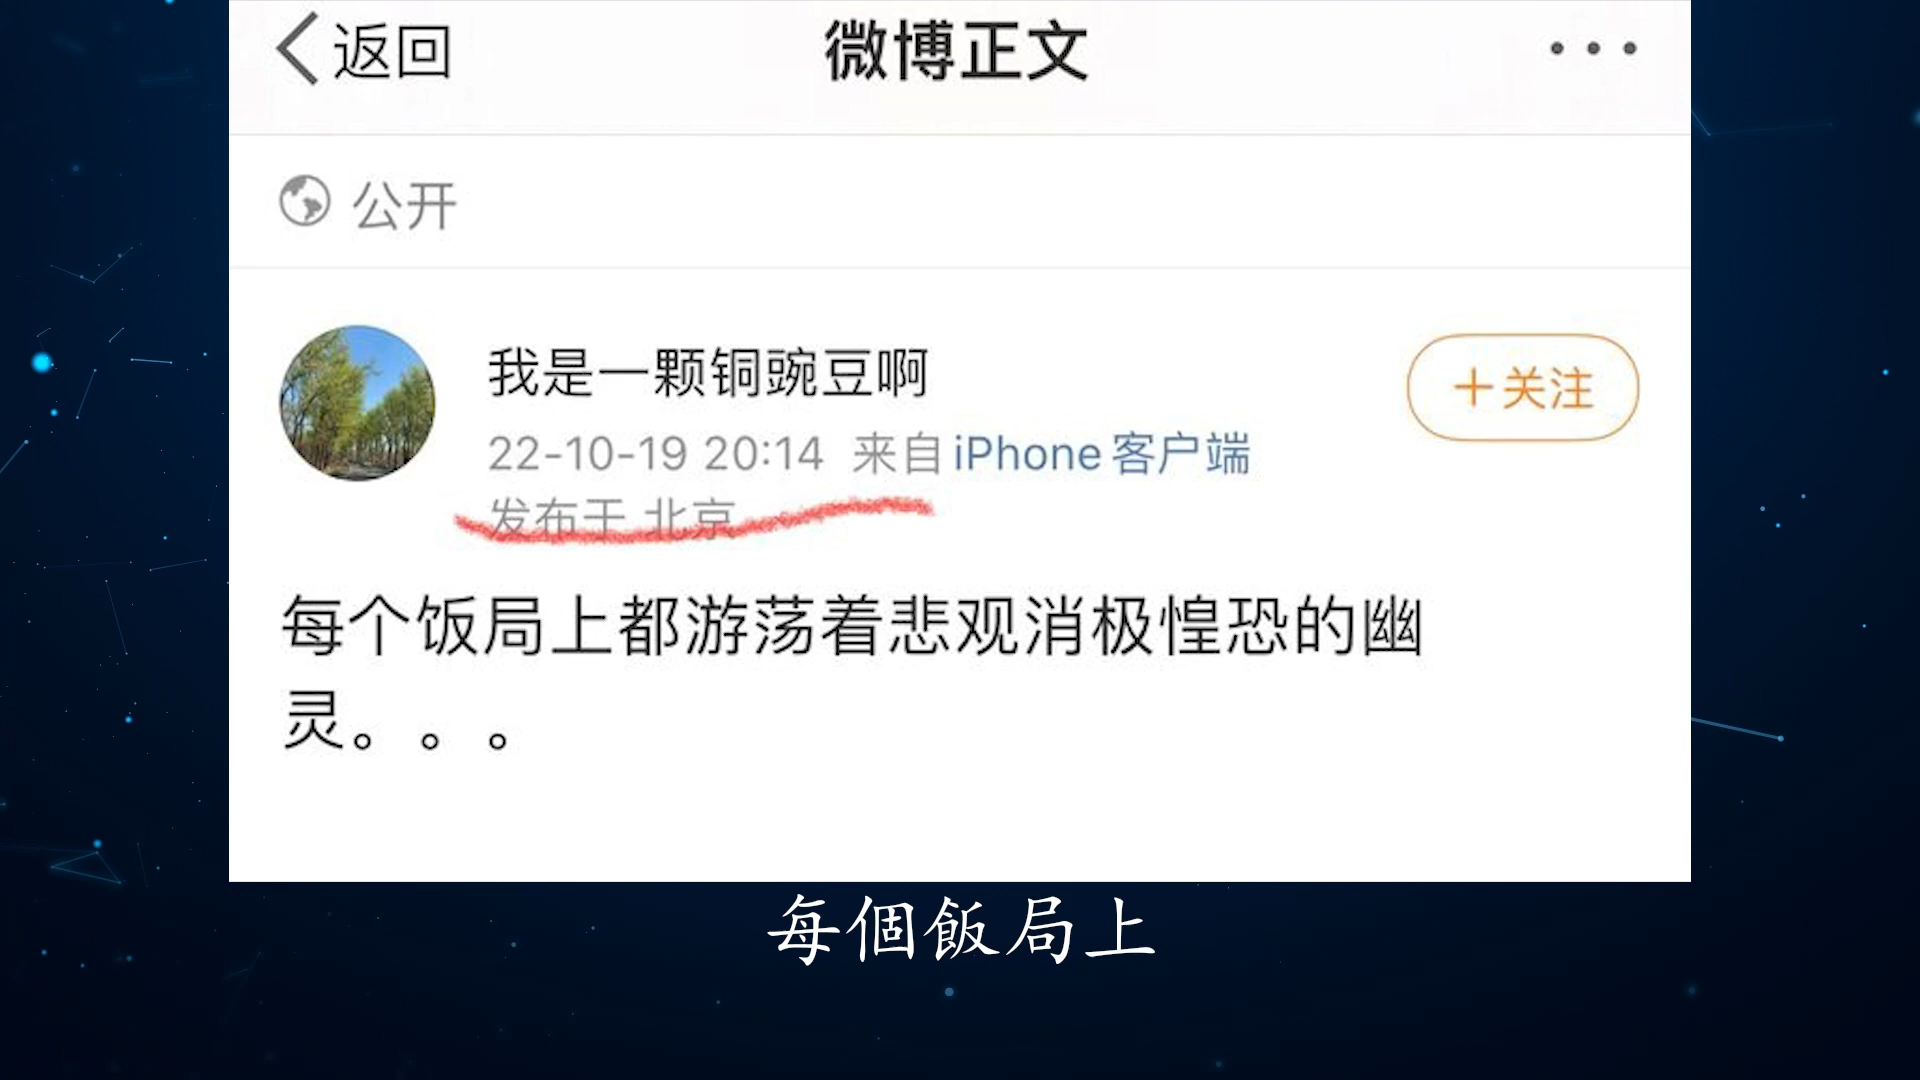 返回
微博正文
公开
我是一颗铜豌豆啊
+关注
22-10-19 20:14 来自 iPhone客户端
发布于 北京
每个饭局上都游荡着悲观消极惶恐的幽
灵。。。
每個飯局上